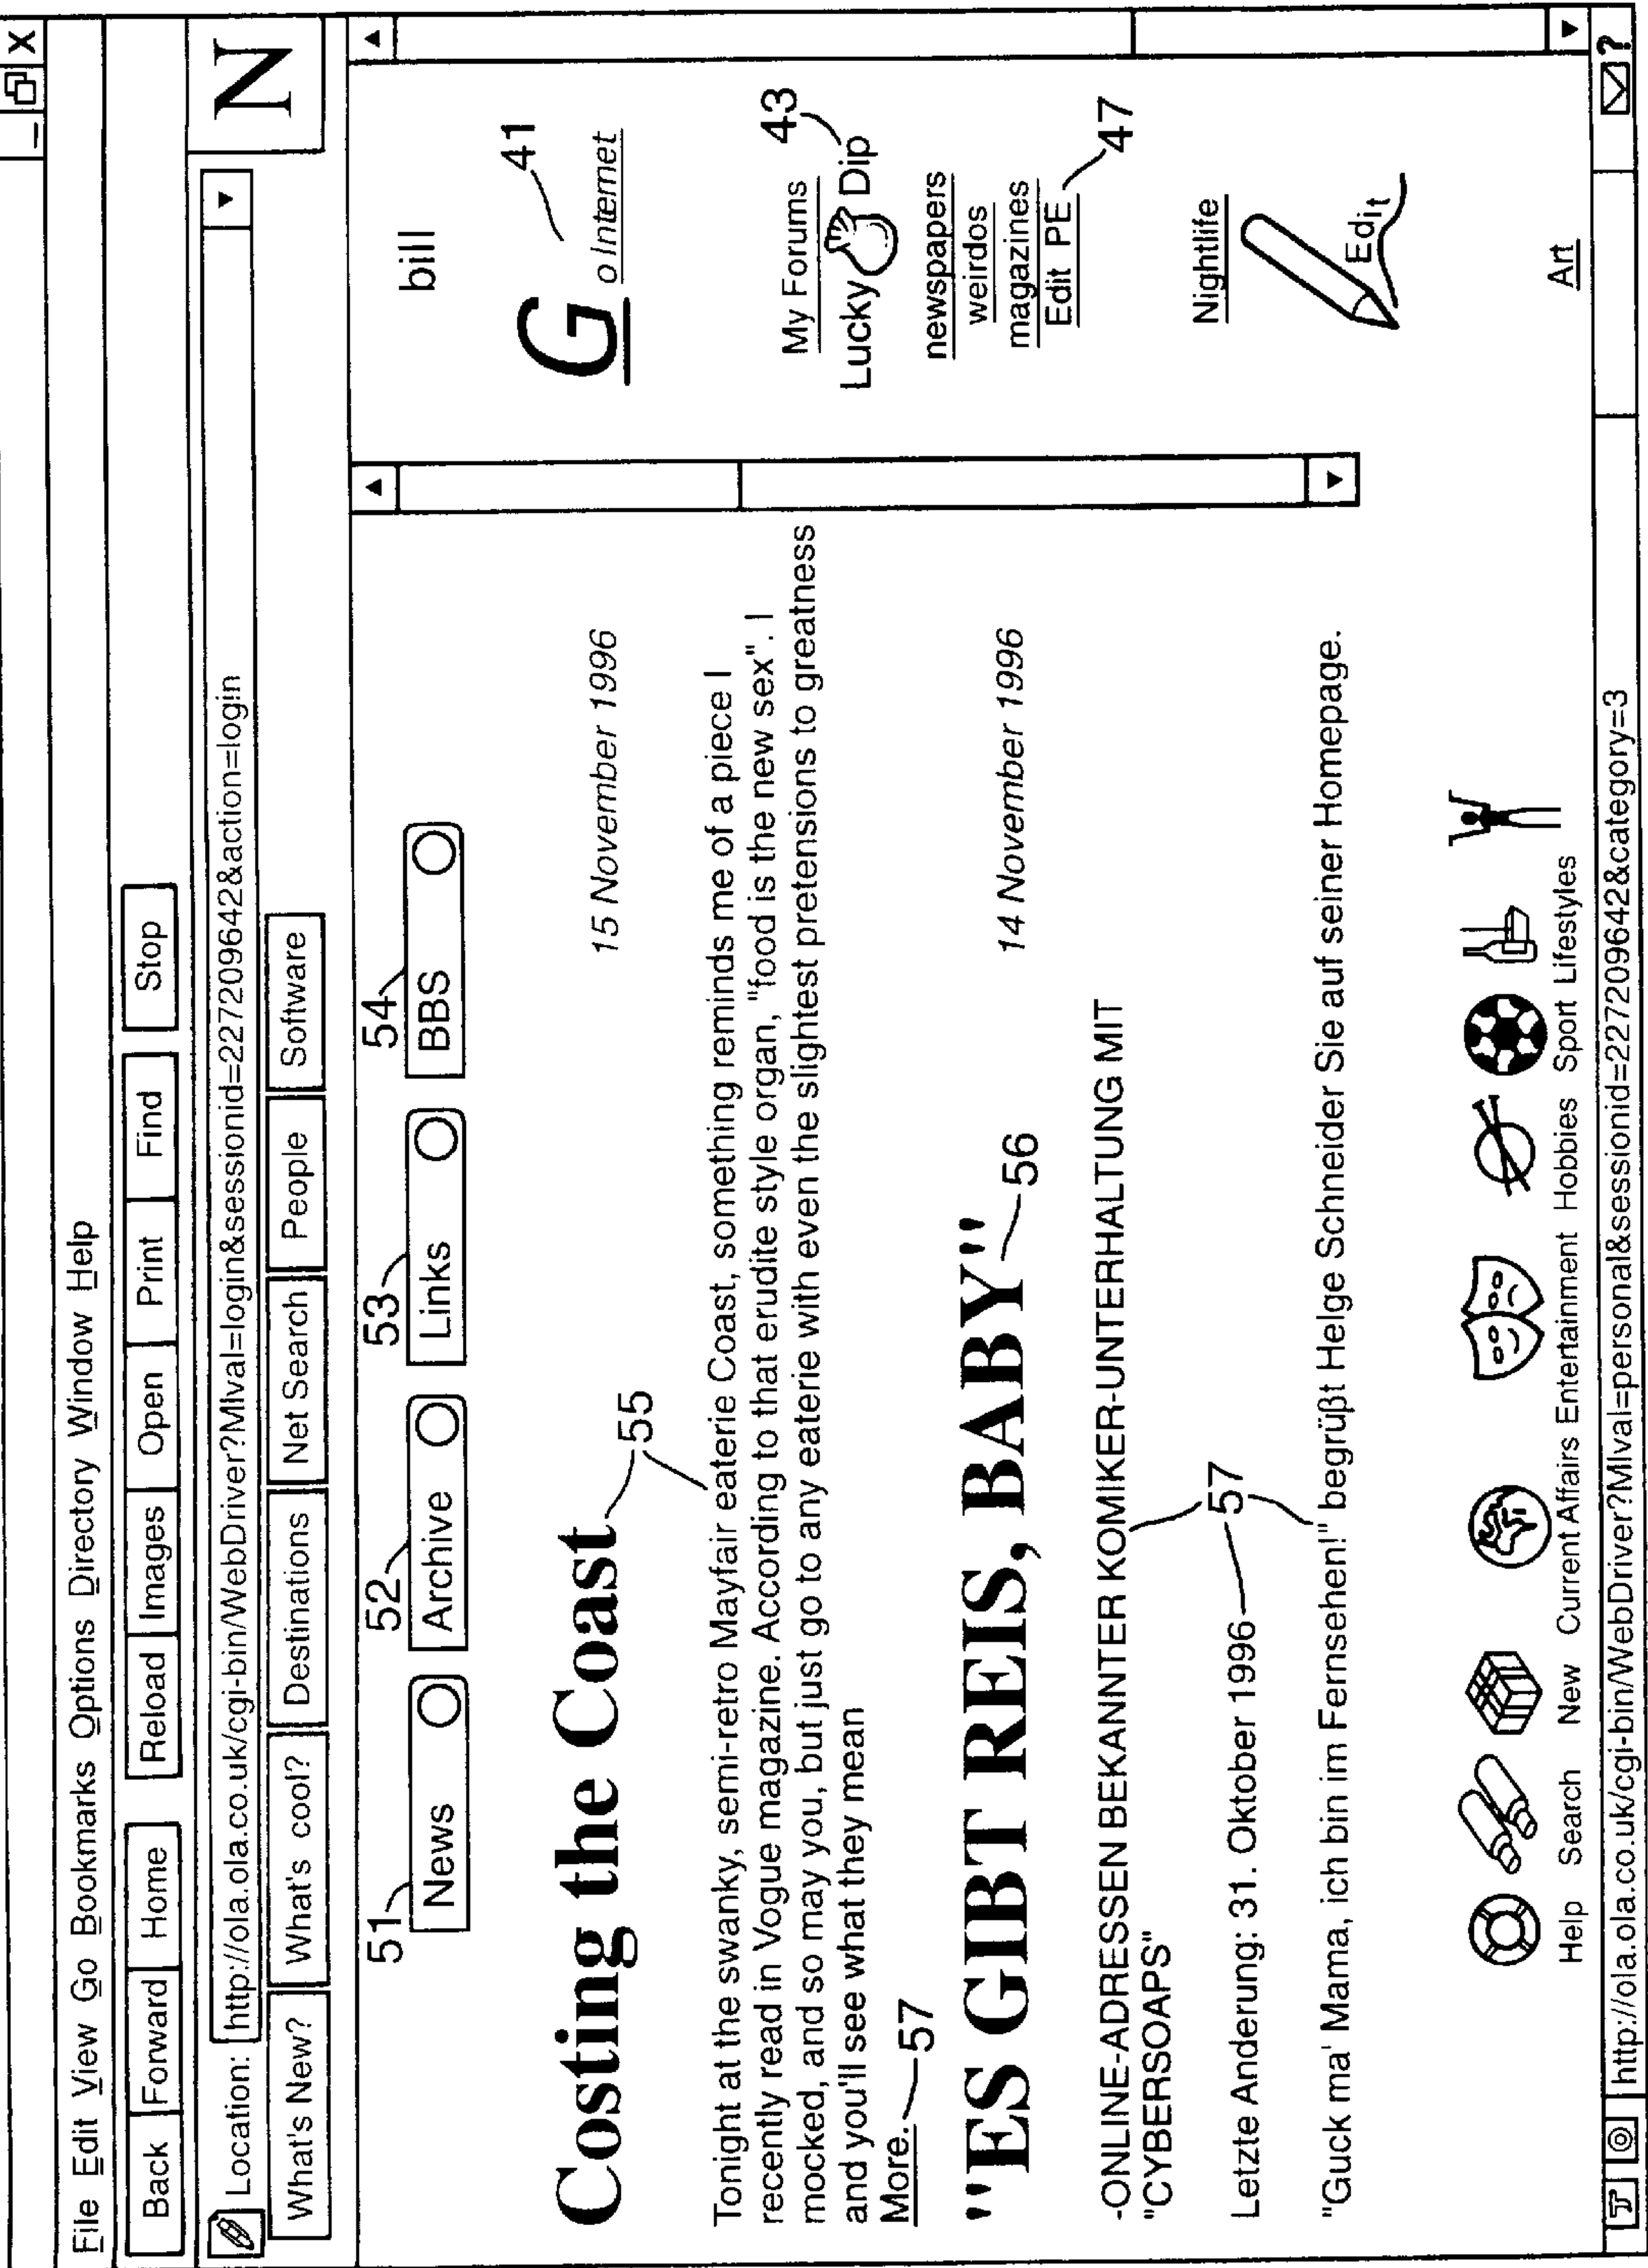 _ X
File Edit View Go Bookmarks Options Directory Window Help
Back Forward Home Reload Images Open Print Find Stop
Location: http://ola.ola.co.uk/cgi-bin/WebDriver?MIval=login&sessionid=2272209642&action=login
N
What's New? What's cool? Destinations Net Search People Software
51 52 53 54
News Archive Links BBS
bill
41
Costing the Coast
15 November 1996
G o Internet
55
Tonight at the swanky, semi-retro Mayfair eaterie Coast, something reminds me of a piece I
recently read in Vogue magazine. According to that erudite style organ, "food is the new sex". I
mocked, and so may you, but just go to any eaterie with even the slightest pretensions to greatness
and you'll see what they mean
More. 57
My Forums 43
Lucky Dip
newspapers
weirdos
magazines
Edit PE 47
"ES GIBT REIS, BABY" 56
14 November 1996
-ONLINE-ADRESSEN BEKANNTER KOMIKER-UNTERHALTUNG MIT
"CYBERSOAPS"
Nightlife
Letzte Anderung: 31. Oktober 1996 57
Edit
"Guck ma' Mama, ich bin im Fernsehen!" begrüßt Helge Schneider Sie auf seiner Homepage.
Help Search New Current Affairs Entertainment Hobbies Sport Lifestyles
Art
http://ola.ola.co.uk/cgi-bin/WebDriver?MIval=personal&sessionid=2272209642&category=3
?